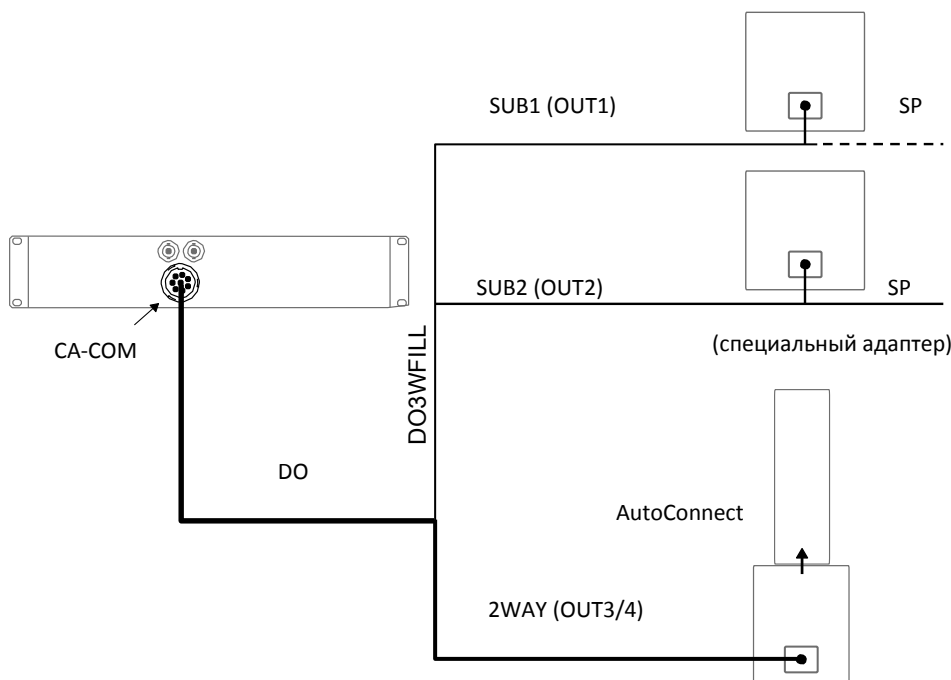 SUB1 (OUT1)
SP
SUB2 (OUT2)
SP
CA-COM
(специальный адаптер)
DO3WFILL
DO
AutoConnect
2WAY (OUT3/4)